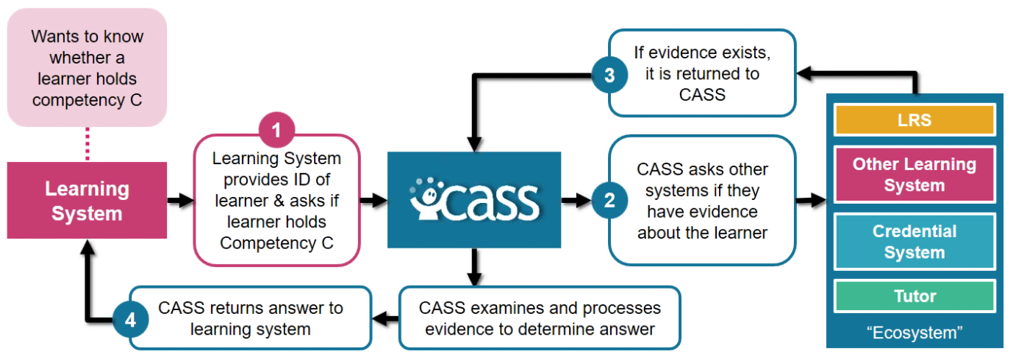 Wants to know
whether a
learner holds
competency C
Learning
System
1
Learning System
provides ID of
learner & asks if
learner holds
Competency C
cass
2
CASS asks other
systems if they
have evidence
about the learner
3
If evidence exists,
it is returned to
CASS
LRS
Other Learning
System
Credential
System
Tutor
“Ecosystem”
CASS examines and processes
evidence to determine answer
4
CASS returns answer to
learning system